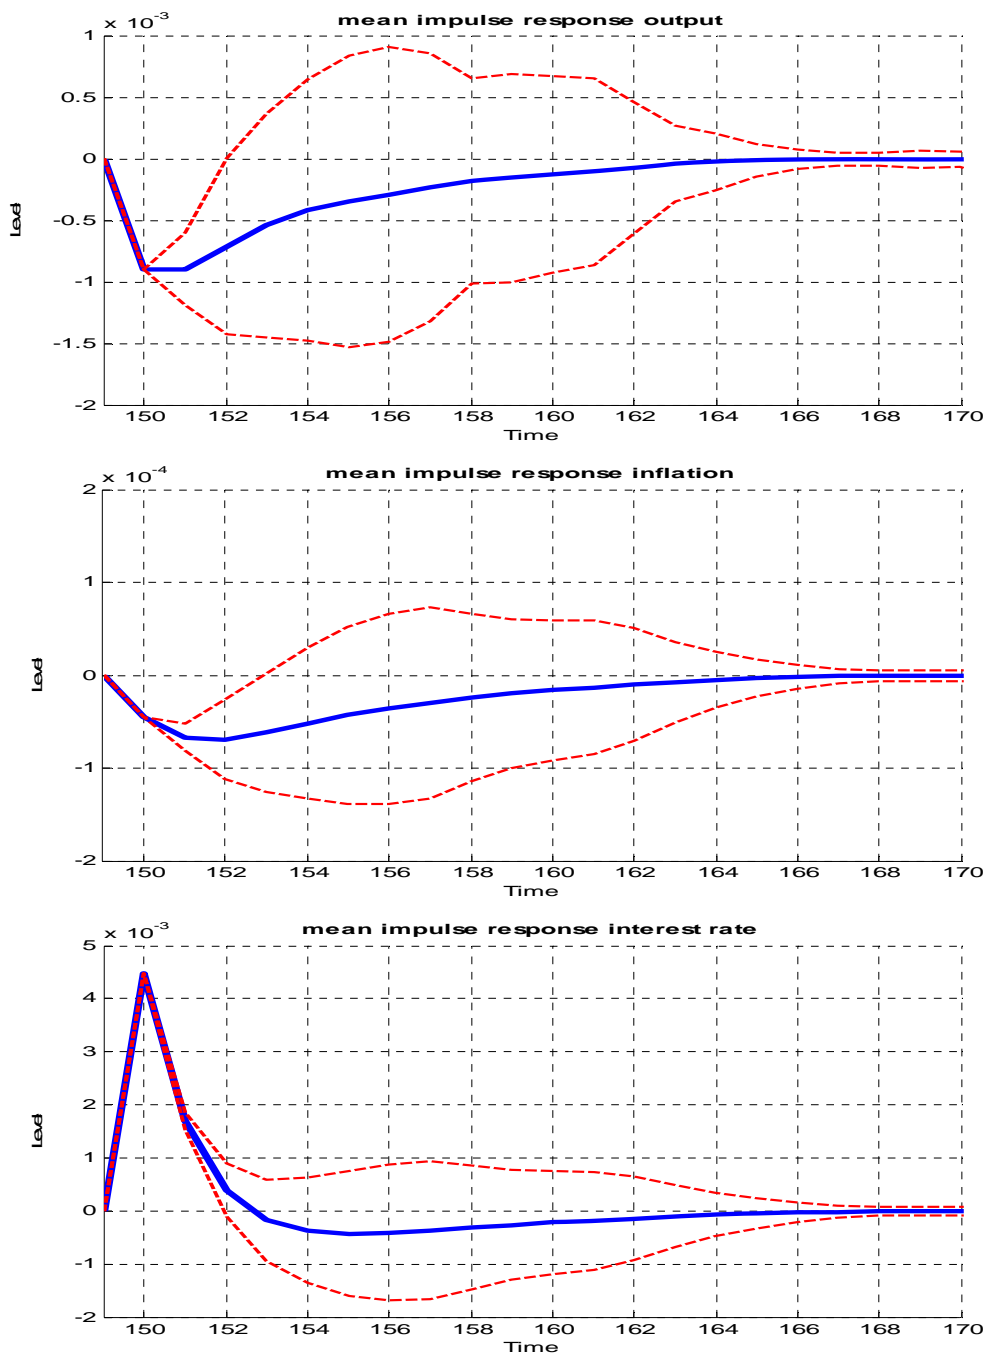 mean impulse response output
x 10^-3
1
0.5
0
-0.5
-1
-1.5
-2
Level
150 152 154 156 158 160 162 164 166 168 170
Time
mean impulse response inflation
x 10^-4
2
1
0
-1
-2
Level
150 152 154 156 158 160 162 164 166 168 170
Time
mean impulse response interest rate
x 10^-3
5
4
3
2
1
0
-1
-2
Level
150 152 154 156 158 160 162 164 166 168 170
Time